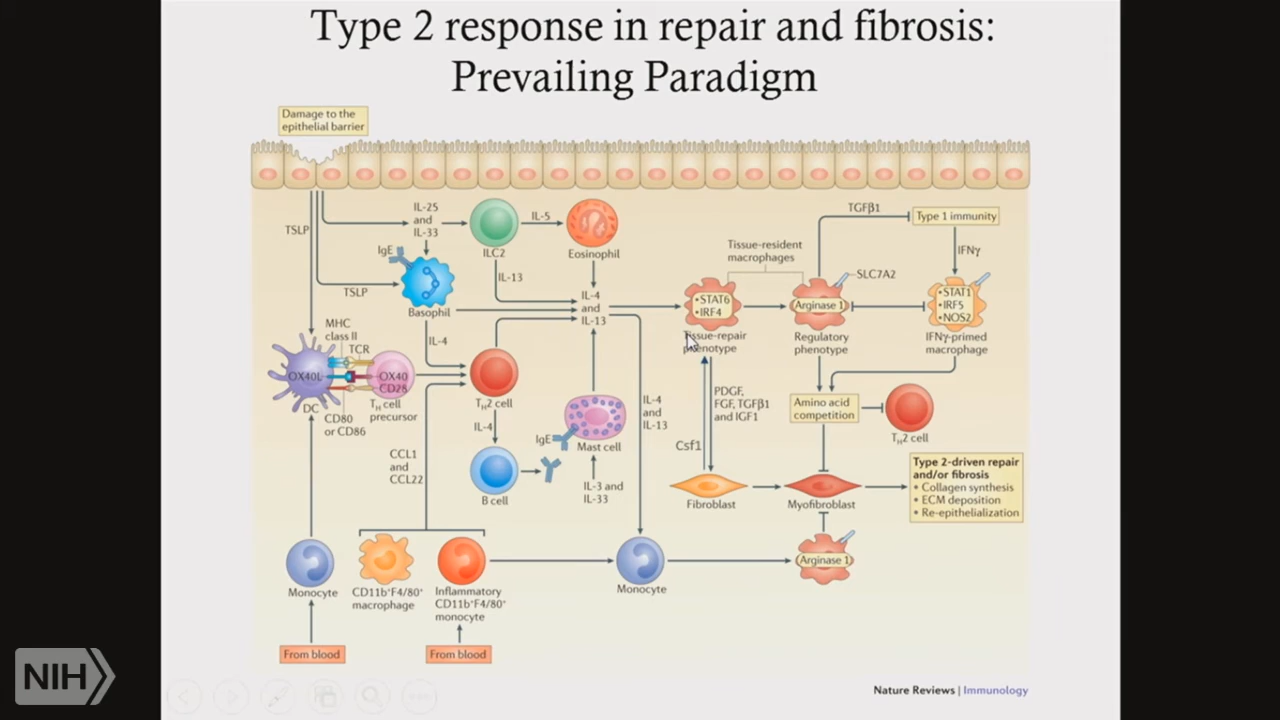 Type 2 response in repair and fibrosis:
Prevailing Paradigm
Damage to the
epithelial barrier
TSLP
IL-25
and
IL-33
IL-5
ILC2
Eosinophil
IgE
TSLP
Basophil
IL-13
IL-4
and
IL-13
TGFβ1
Type 1 immunity
IFNγ
Tissue-resident
macrophages
SLC7A2
•STAT6
•IRF4
Arginase 1
•STAT1
•IRF5
•NOS2
Tissue-repair
phenotype
Regulatory
phenotype
IFNγ-primed
macrophage
MHC
class II
TCR
OX40L
OX40
CD28
DC
CD80
or CD86
TH cell
precursor
IL-4
TH2 cell
IL-4
IgE
Mast cell
B cell
IL-3 and
IL-33
IL-4
and
IL-13
CCL1
and
CCL22
PDGF,
FGF, TGFβ1
and IGF1
Csf1
Amino acid
competition
TH2 cell
Fibroblast
Myofibroblast
Type 2-driven repair
and/or fibrosis
• Collagen synthesis
• ECM deposition
• Re-epithelialization
Monocyte
CD11b+F4/80+
macrophage
Inflammatory
CD11b+F4/80+
monocyte
Monocyte
Arginase 1
From blood
From blood
NIH
Nature Reviews | Immunology